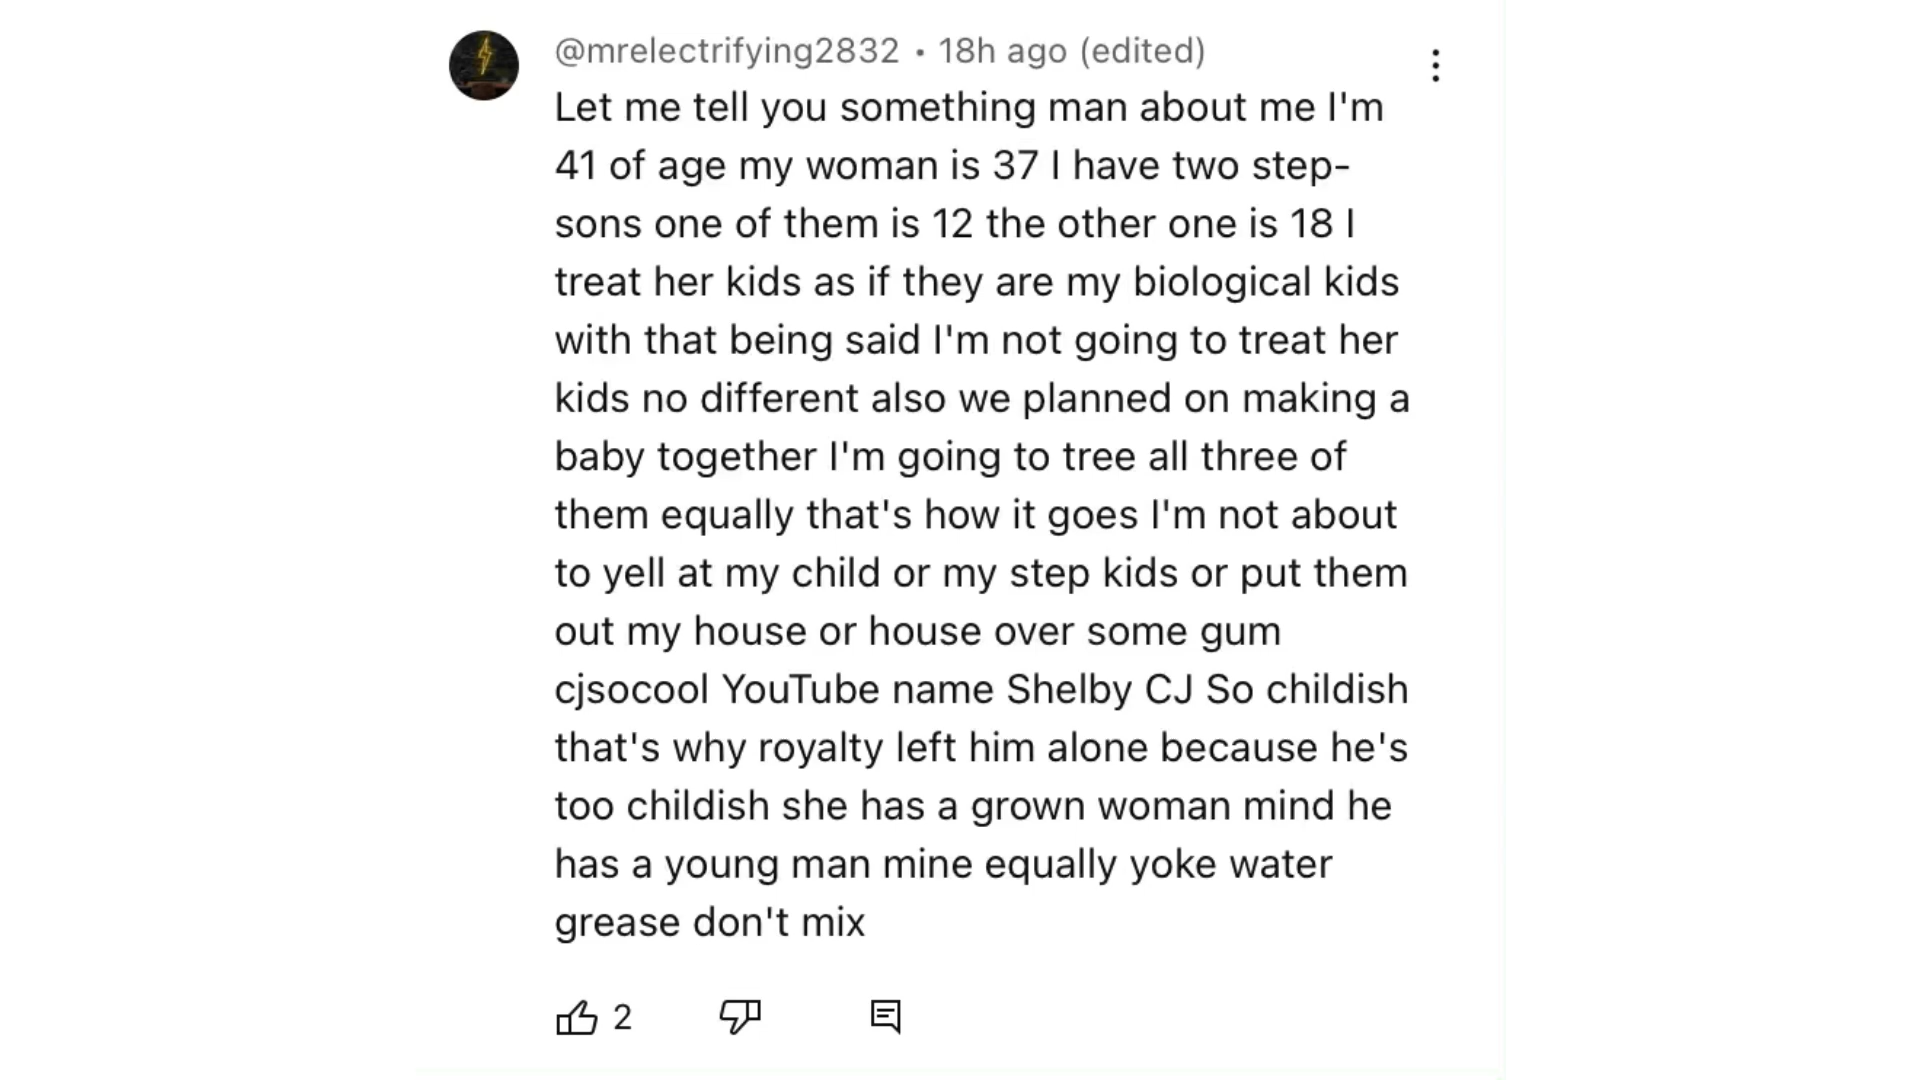 @mrelectrifying2832 • 18h ago (edited)
Let me tell you something man about me I'm
41 of age my woman is 37 I have two step-
sons one of them is 12 the other one is 18 I
treat her kids as if they are my biological kids
with that being said I'm not going to treat her
kids no different also we planned on making a
baby together I'm going to tree all three of
them equally that's how it goes I'm not about
to yell at my child or my step kids or put them
out my house or house over some gum
cjsocool YouTube name Shelby CJ So childish
that's why royalty left him alone because he's
too childish she has a grown woman mind he
has a young man mine equally yoke water
grease don't mix
2